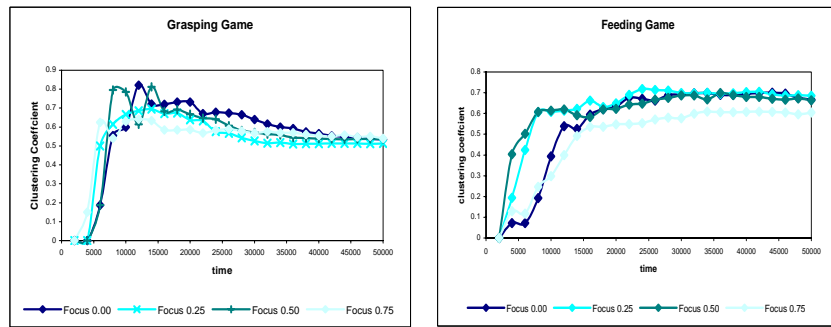 Grasping Game
Clustering Coeffcient
0.9
0.8
0.7
0.6
0.5
0.4
0.3
0.2
0.1
0
0 5000 10000 15000 20000 25000 30000 35000 40000 45000 50000
time
Focus 0.00 Focus 0.25 Focus 0.50 Focus 0.75
Feeding Game
clustering coeffcient
0.8
0.7
0.6
0.5
0.4
0.3
0.2
0.1
0
0 5000 10000 15000 20000 25000 30000 35000 40000 45000 50000
time
Focus 0.00 Focus 0.25 Focus 0.50 Focus 0.75